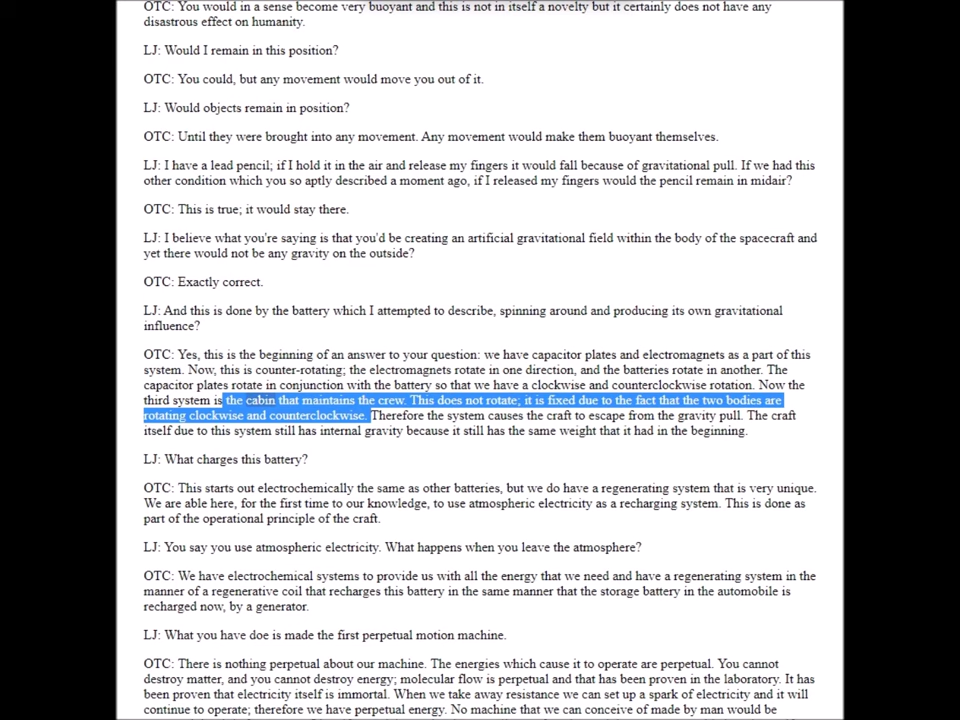 OTC: You would in a sense become very buoyant and this is not in itself a novelty but it certainly does not have any
disastrous effect on humanity.
LJ: Would I remain in this position?
OTC: You could, but any movement would move you out of it.
LJ: Would objects remain in position?
OTC: Until they were brought into any movement. Any movement would make them buoyant themselves.
LJ: I have a lead pencil; if I hold it in the air and release my fingers it would fall because of gravitational pull. If we had this
other condition which you so aptly described a moment ago, if I released my fingers would the pencil remain in midair?
OTC: This is true; it would stay there.
LJ: I believe what you're saying is that you'd be creating an artificial gravitational field within the body of the spacecraft and
yet there would not be any gravity on the outside?
OTC: Exactly correct.
LJ: And this is done by the battery which I attempted to describe, spinning around and producing its own gravitational
influence?
OTC: Yes, this is the beginning of an answer to your question: we have capacitor plates and electromagnets as a part of this
system. Now, this is counter-rotating; the electromagnets rotate in one direction, and the batteries rotate in another. The
capacitor plates rotate in conjunction with the battery so that we have a clockwise and counterclockwise rotation. Now the
third system is the cabin that maintains the crew. This does not rotate; it is fixed due to the fact that the two bodies are
rotating clockwise and counterclockwise. Therefore the system causes the craft to escape from the gravity pull. The craft
itself due to this system still has internal gravity because it still has the same weight that it had in the beginning.
LJ: What charges this battery?
OTC: This starts out electrochemically the same as other batteries, but we do have a regenerating system that is very unique.
We are able here, for the first time to our knowledge, to use atmospheric electricity as a recharging system. This is done as
part of the operational principle of the craft.
LJ: You say you use atmospheric electricity. What happens when you leave the atmosphere?
OTC: We have electrochemical systems to provide us with all the energy that we need and have a regenerating system in the
manner of a regenerative coil that recharges this battery in the same manner that the storage battery in the automobile is
recharged now, by a generator.
LJ: What you have doe is made the first perpetual motion machine.
OTC: There is nothing perpetual about our machine. The energies which cause it to operate are perpetual. You cannot
destroy matter, and you cannot destroy energy; molecular flow is perpetual and that has been proven in the laboratory. It has
been proven that electricity itself is immortal. When we take away resistance we can set up a spark of electricity and it will
continue to operate; therefore we have perpetual energy. No machine that we can conceive of made by man would be